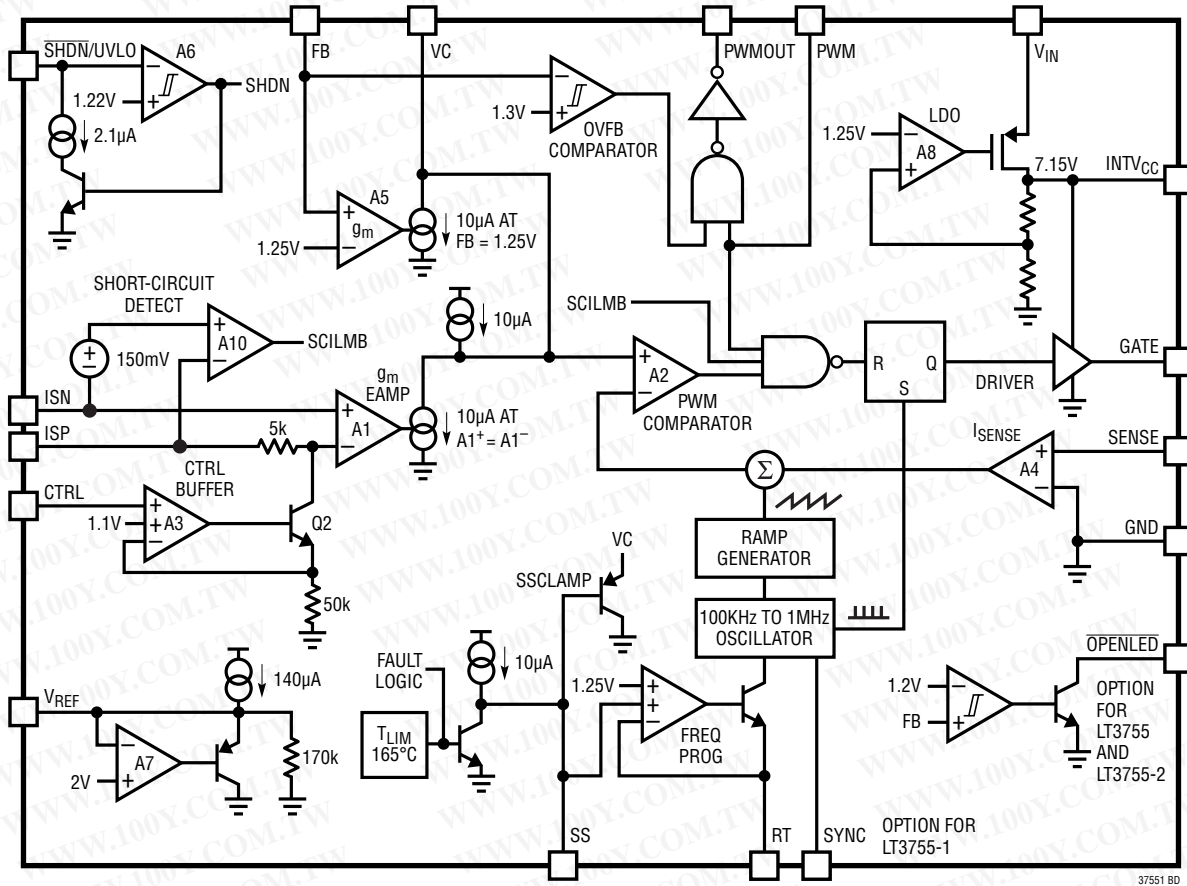 SHDN/UVLO
A6
FB
VC
PWMOUT
PWM
VIN
SHDN
1.22V
2.1µA
1.3V
OVFB
COMPARATOR
LDO
1.25V
A8
7.15V
INTVCC
A5
gm
1.25V
10µA AT
FB = 1.25V
SHORT-CIRCUIT
DETECT
A10
SCILMB
150mV
10µA
SCILMB
ISN
gm
EAMP
A1
10µA AT
A1+ = A1–
A2
PWM
COMPARATOR
R
Q
S
DRIVER
GATE
ISP
5k
ISENSE
A4
SENSE
Σ
CTRL
CTRL
BUFFER
1.1V
A3
Q2
50k
RAMP
GENERATOR
GND
VC
SSCLAMP
100KHz TO 1MHz
OSCILLATOR
OPENLED
FAULT
LOGIC
10µA
140µA
VREF
TLIM
165°C
1.25V
FREQ
PROG
1.2V
FB
OPTION
FOR
LT3755
AND
LT3755-2
A7
2V
170k
SS
RT
SYNC
OPTION FOR
LT3755-1
37551 BD
WWW.100Y.COM.TW